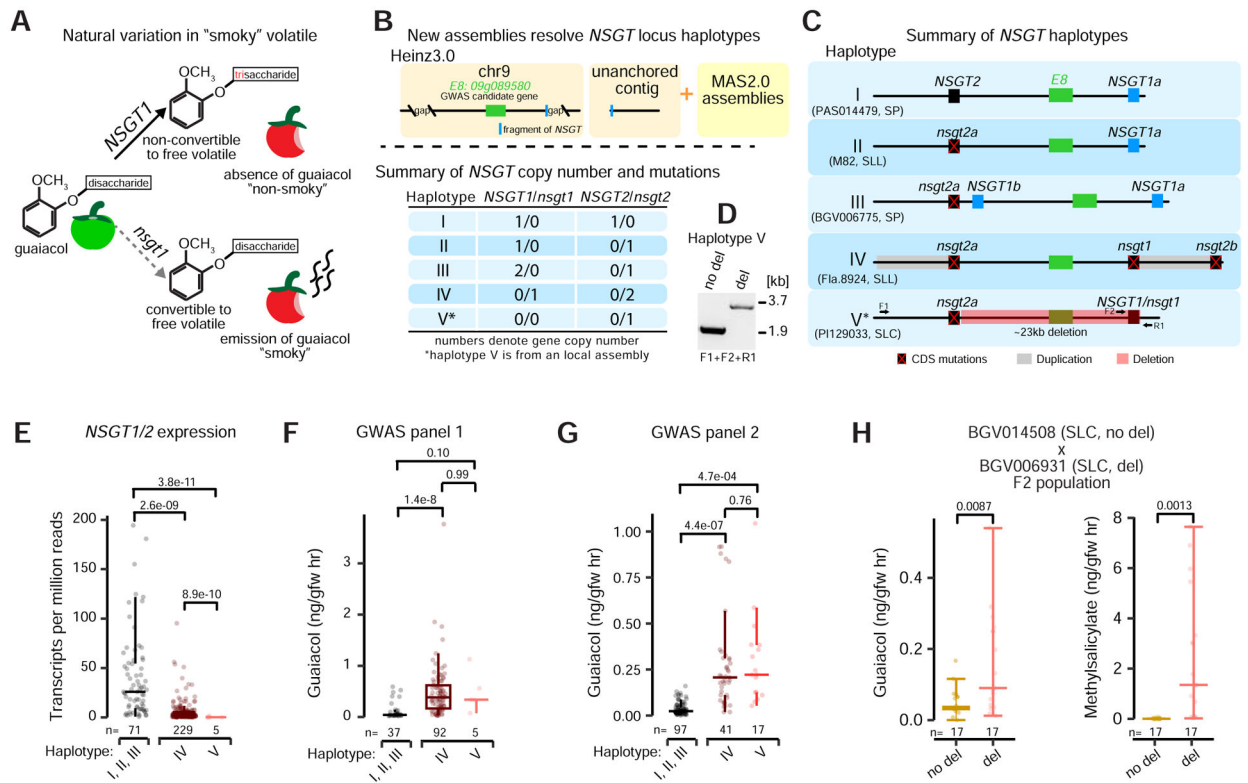 A
Natural variation in “smoky” volatile
OCH3
O
trisaccharide
NSGT1
non-convertible
to free volatile
absence of guaiacol
"non-smoky"
OCH3
O
disaccharide
guaiacol
nsgt1
OCH3
O
disaccharide
convertible to
free volatile
emission of guaiacol
"smoky"
B
New assemblies resolve NSGT locus haplotypes
Heinz3.0
chr9
E8: 09g089580
GWAS candidate gene
gap
gap
fragment of NSGT
unanchored
contig
+
MAS2.0
assemblies
Summary of NSGT copy number and mutations
Haplotype NSGT1/nsgt1 NSGT2/nsgt2
I 1/0 1/0
II 1/0 0/1
III 2/0 0/1
IV 0/1 0/2
V* 0/0 0/1
numbers denote gene copy number
*haplotype V is from an local assembly
D
Haplotype V
no del
del
[kb]
3.7
1.9
F1+F2+R1
C
Summary of NSGT haplotypes
Haplotype
I
(PAS014479, SP)
NSGT2 E8 NSGT1a
II
(M82, SLL)
nsgt2a NSGT1a
III
(BGV006775, SP)
nsgt2a NSGT1b NSGT1a
IV
(Fla.8924, SLL)
nsgt2a nsgt1 nsgt2b
V*
(PI129033, SLC)
F1 nsgt2a NSGT1/nsgt1
F2
R1
~23kb deletion
CDS mutations Duplication Deletion
E
NSGT1/2 expression
3.8e-11
2.6e-09
8.9e-10
Transcripts per million reads
200
150
100
50
0
n= 71 229 5
Haplotype: I, II, III IV V
F
GWAS panel 1
0.10
0.99
1.4e-8
Guaiacol (ng/gfw hr)
3
2
1
0
n= 37 92 5
Haplotype: I, II, III IV V
G
GWAS panel 2
4.7e-04
0.76
4.4e-07
Guaiacol (ng/gfw hr)
1.00
0.75
0.50
0.25
0.00
n= 97 41 17
Haplotype: I, II, III IV V
H
BGV014508 (SLC, no del)
x
BGV006931 (SLC, del)
F2 population
0.0087
Guaiacol (ng/gfw hr)
0.4
0.2
0.0
n= 17 17
no del del
0.0013
Methylsalicylate (ng/gfw hr)
8
6
4
2
0
n= 17 17
no del del